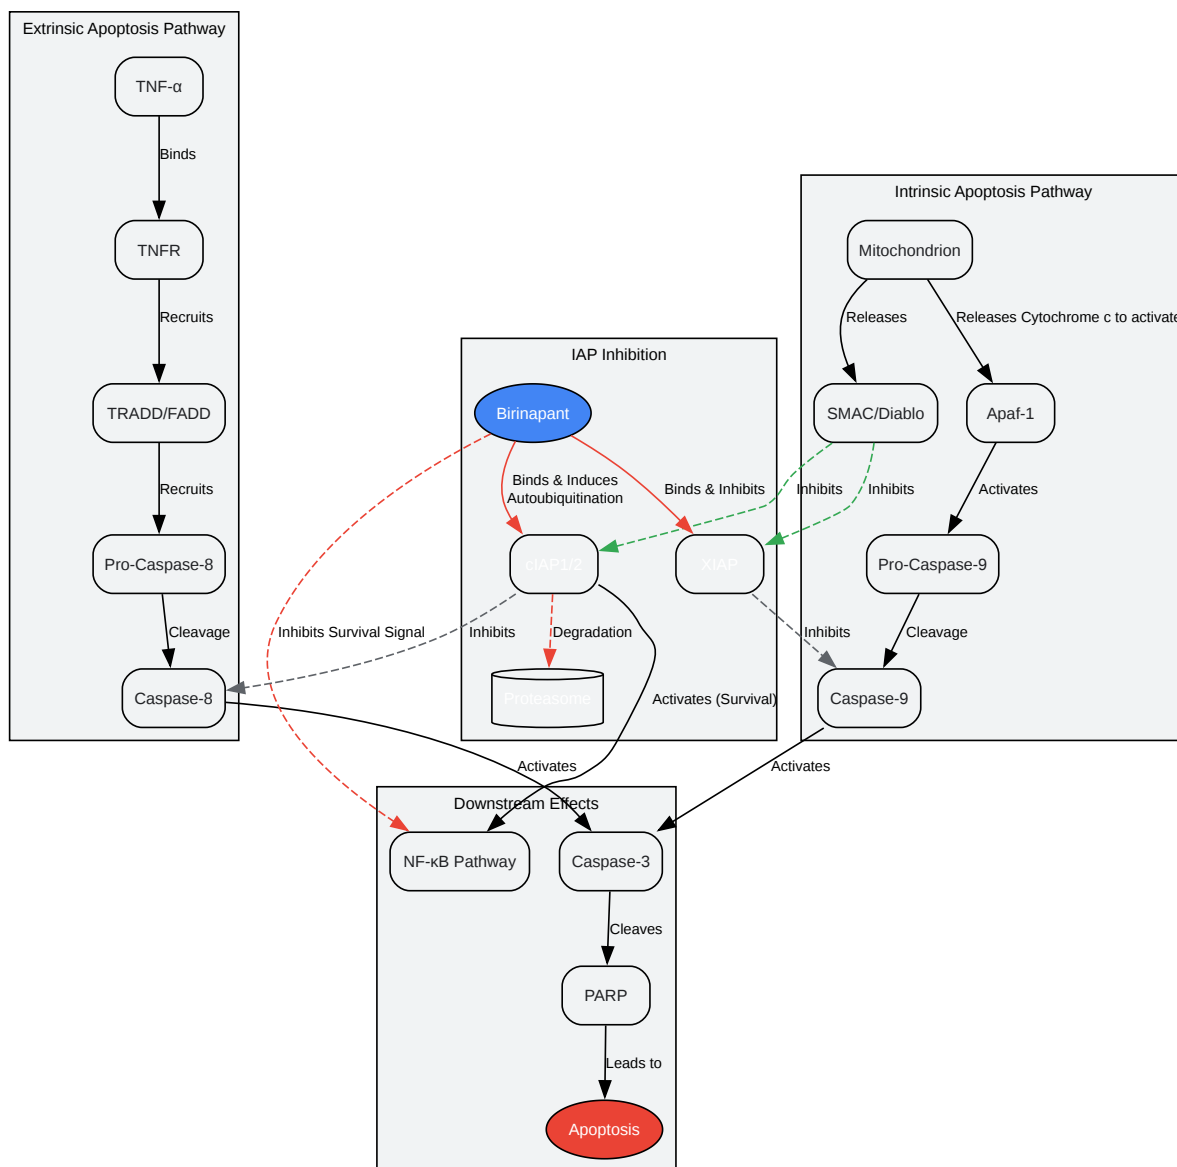 Extrinsic Apoptosis Pathway
TNF-α
Binds
TNFR
Recruits
TRADD/FADD
Recruits
Pro-Caspase-8
Cleavage
Caspase-8
Intrinsic Apoptosis Pathway
Mitochondrion
Releases
Releases Cytochrome c to activate
SMAC/Diablo
Apaf-1
Inhibits
Inhibits
Activates
Pro-Caspase-9
Cleavage
Caspase-9
IAP Inhibition
Birinapant
Binds & Induces
Autoubiquitination
Binds & Inhibits
cIAP1/2
XIAP
Inhibits Survival Signal
Inhibits
Degradation
Inhibits
Proteasome
Activates (Survival)
Activates
Activates
Downstream Effects
NF-κB Pathway
Caspase-3
Cleaves
PARP
Leads to
Apoptosis